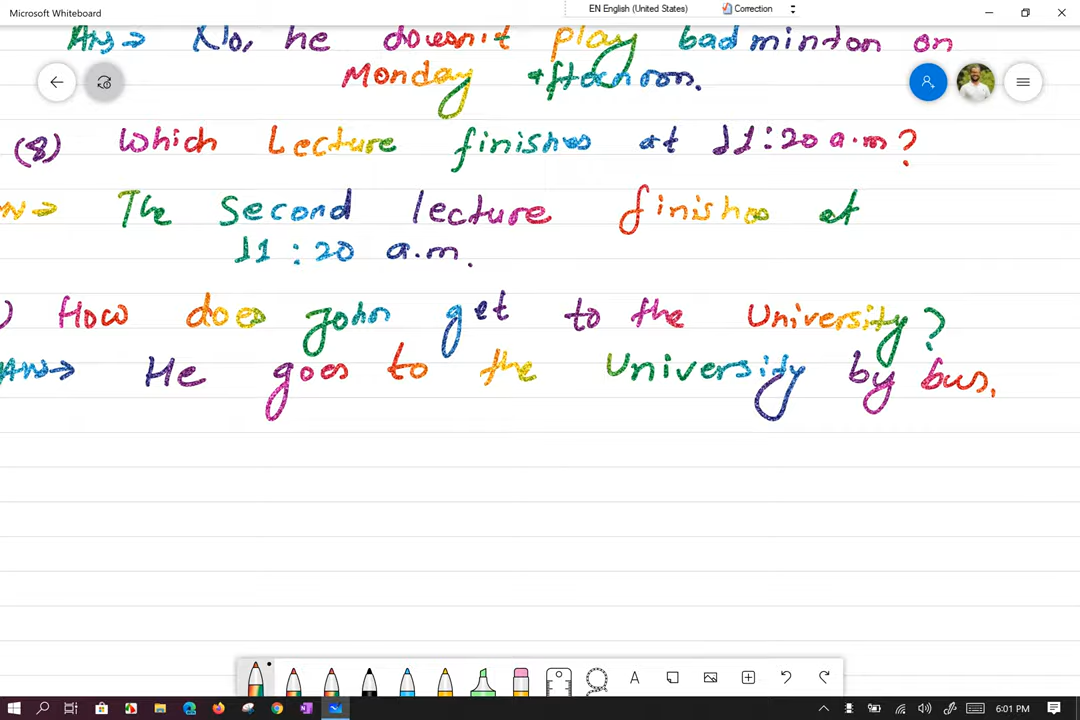 Microsoft Whiteboard
EN English (United States)
Correction
Ans⇒ No, he doesn't play badminton on
Monday
(8) Which Lecture finishes at 11:20 a.m?
The Second lecture finishes at
11:20 a.m.
) How does john get to the University?
Ans⇒ He goes to the University by bus.
6:01 PM